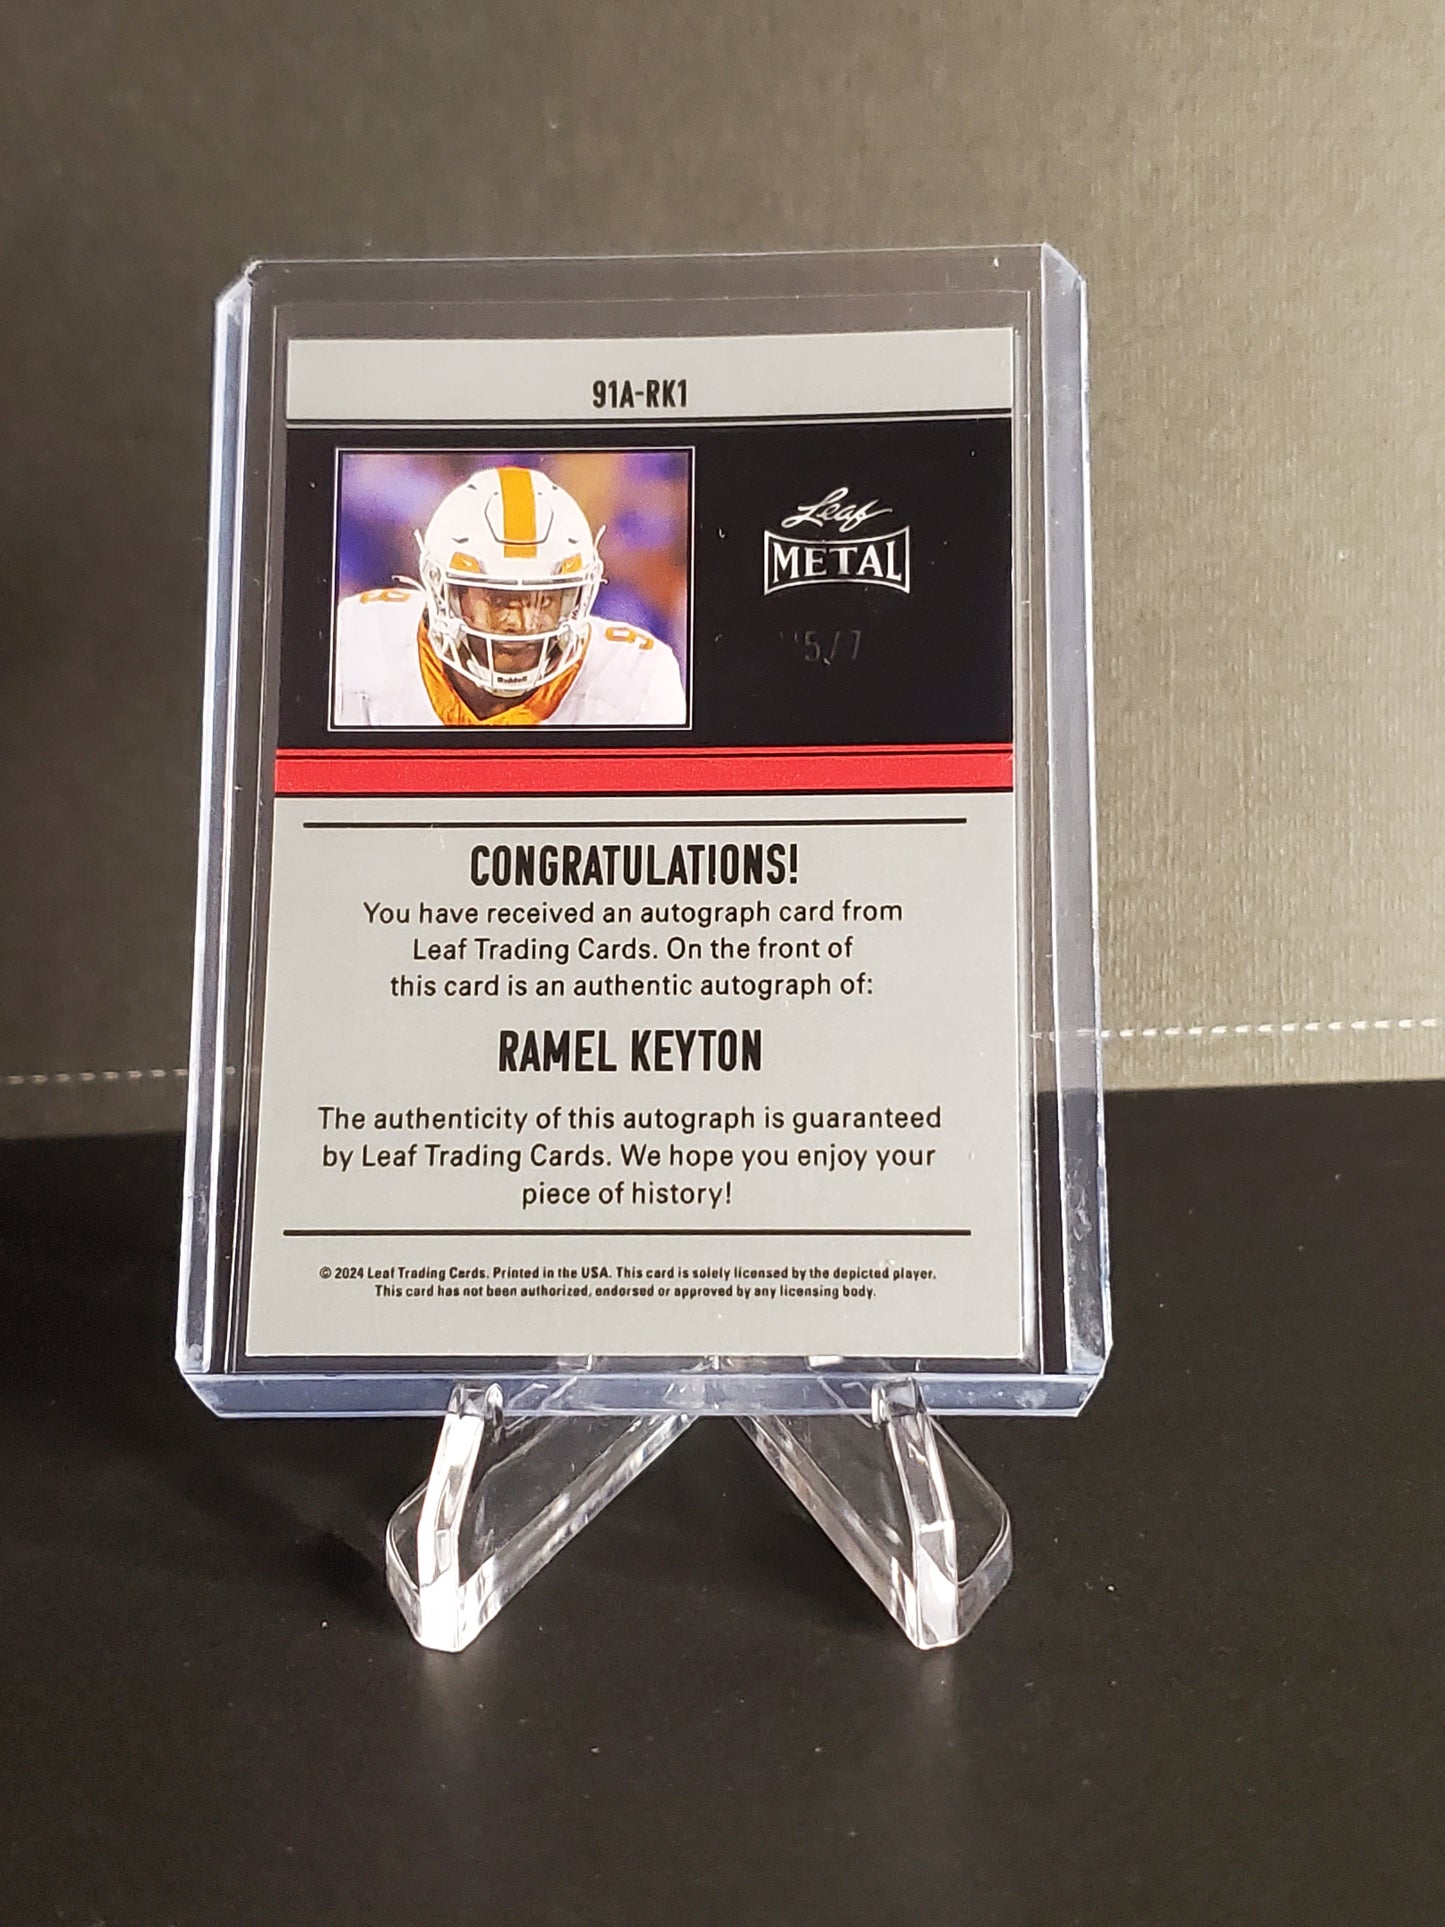 91A-RK1
Leaf
METAL
5/7
9
9
Riddell
CONGRATULATIONS!
You have received an autograph card from
Leaf Trading Cards. On the front of
this card is an authentic autograph of:
RAMEL KEYTON
The authenticity of this autograph is guaranteed
by Leaf Trading Cards. We hope you enjoy your
piece of history!
© 2024 Leaf Trading Cards. Printed in the USA. This card is solely licensed by the depicted player.
This card has not been authorized, endorsed or approved by any licensing body.